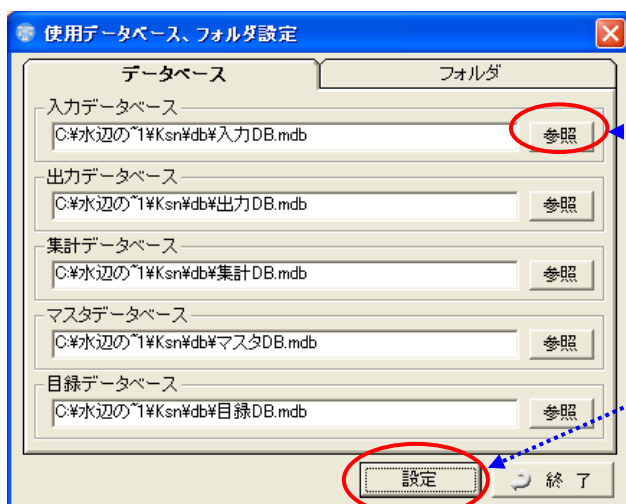 使用データベース、フォルダ設定
データベース フォルダ
入力データベース
C:¥水辺の~1¥Ksn¥db¥入力DB.mdb 参照
出力データベース
C:¥水辺の~1¥Ksn¥db¥出力DB.mdb 参照
集計データベース
C:¥水辺の~1¥Ksn¥db¥集計DB.mdb 参照
マスタデータベース
C:¥水辺の~1¥Ksn¥db¥マスタDB.mdb 参照
目録データベース
C:¥水辺の~1¥Ksn¥db¥目録DB.mdb 参照
設定 終了